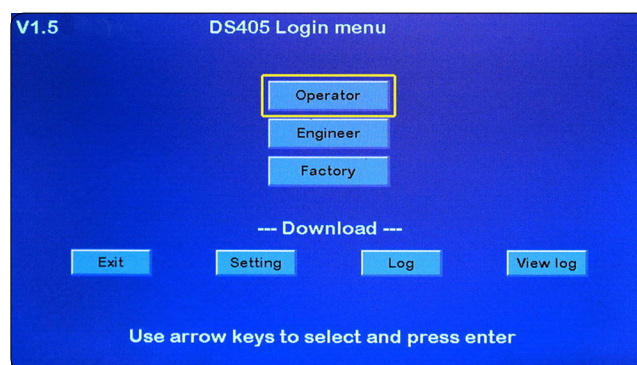 V1.5 DS405 Login menu
Operator
Engineer
Factory
--- Download ---
Exit Setting Log View log
Use arrow keys to select and press enter